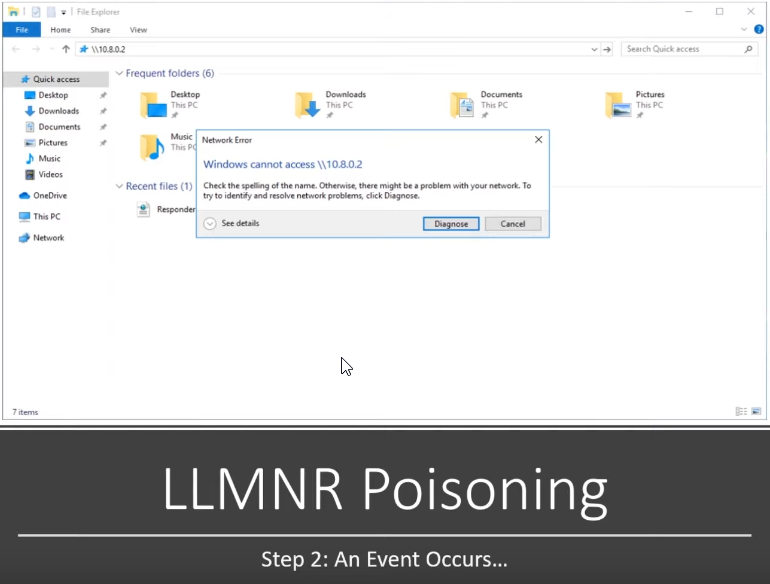 File Explorer
File Home Share View
\\10.8.0.2 Search Quick access
Quick access
Desktop
Downloads
Documents
Pictures
Music
Videos
OneDrive
This PC
Network
Frequent folders (6)
Desktop
This PC
Downloads
This PC
Documents
This PC
Pictures
This PC
Music
This PC
Recent files (1)
Responder
Network Error
Windows cannot access \\10.8.0.2
Check the spelling of the name. Otherwise, there might be a problem with your network. To
try to identify and resolve network problems, click Diagnose.
See details Diagnose Cancel
7 items
LLMNR Poisoning
Step 2: An Event Occurs...